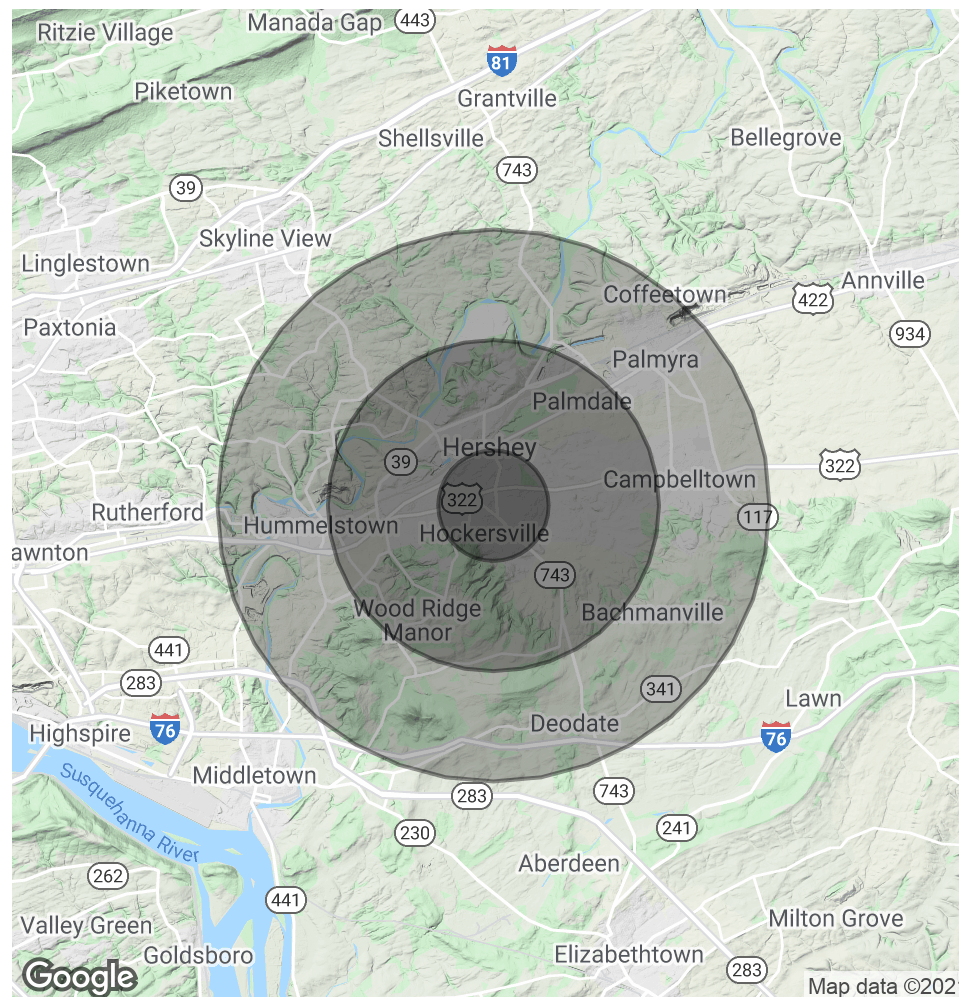 Ritzie Village
Manada Gap
443
81
Piketown
Grantville
Shellsville
Bellegrove
743
39
Skyline View
Linglestown
Annville
Coffeetown
422
Paxtonia
934
Palmyra
Palmdale
Hershey
39
322
Campbelltown
322
Rutherford
Hummelstown
117
Hockersville
awnton
743
Wood Ridge
Manor
Bachmanville
441
283
341
Lawn
Deodate
76
76
Highspire
Middletown
Susquehanna River
283
743
230
241
Aberdeen
262
441
Valley Green
Milton Grove
Goldsboro
Elizabethtown
283
Google
Map data ©202